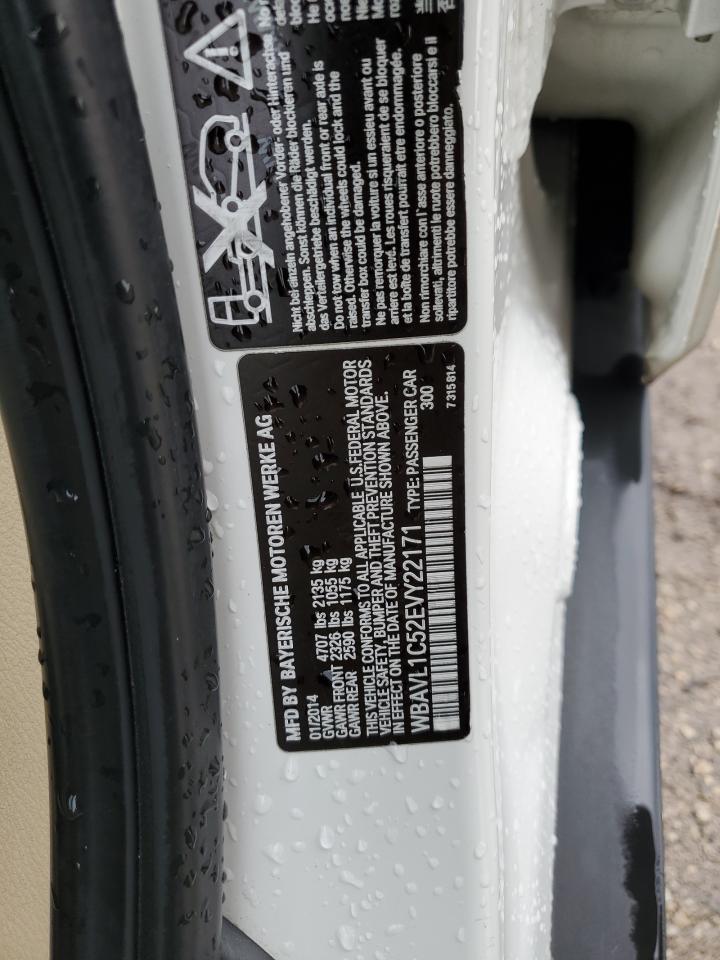 Nicht bei einzeln angehobener Vorder- oder Hinterachse
abschleppen. Sonst können die Räder blockieren und
das Verteilergetriebe beschädigt werden.
Do not tow when an individual front or rear axle is
raised. Otherwise the wheels could lock and the
transfer box could be damaged.
Ne pas remorquer la voiture si un essieu avant ou
arrière est levé. Les roues risqueraient de se bloquer
et la boîte de transfert pourrait être endommagée.
Non rimorchiare con l'asse anteriore o posteriore
sollevati, altrimenti le ruote potrebbero bloccarsi e il
ripartitore potrebbe essere danneggiato.
MFD BY BAYERISCHE MOTOREN WERKE AG
01/2014
GVWR 4707 lbs 2135 kg
GAWR FRONT 2326 lbs 1055 kg
GAWR REAR 2590 lbs 1175 kg
THIS VEHICLE CONFORMS TO ALL APPLICABLE U.S.FEDERAL MOTOR
VEHICLE SAFETY, BUMPER AND THEFT PREVENTION STANDARDS
IN EFFECT ON THE DATE OF MANUFACTURE SHOWN ABOVE.
WBAVL1C52EVY22171 TYPE: PASSENGER CAR
300
7 315 814